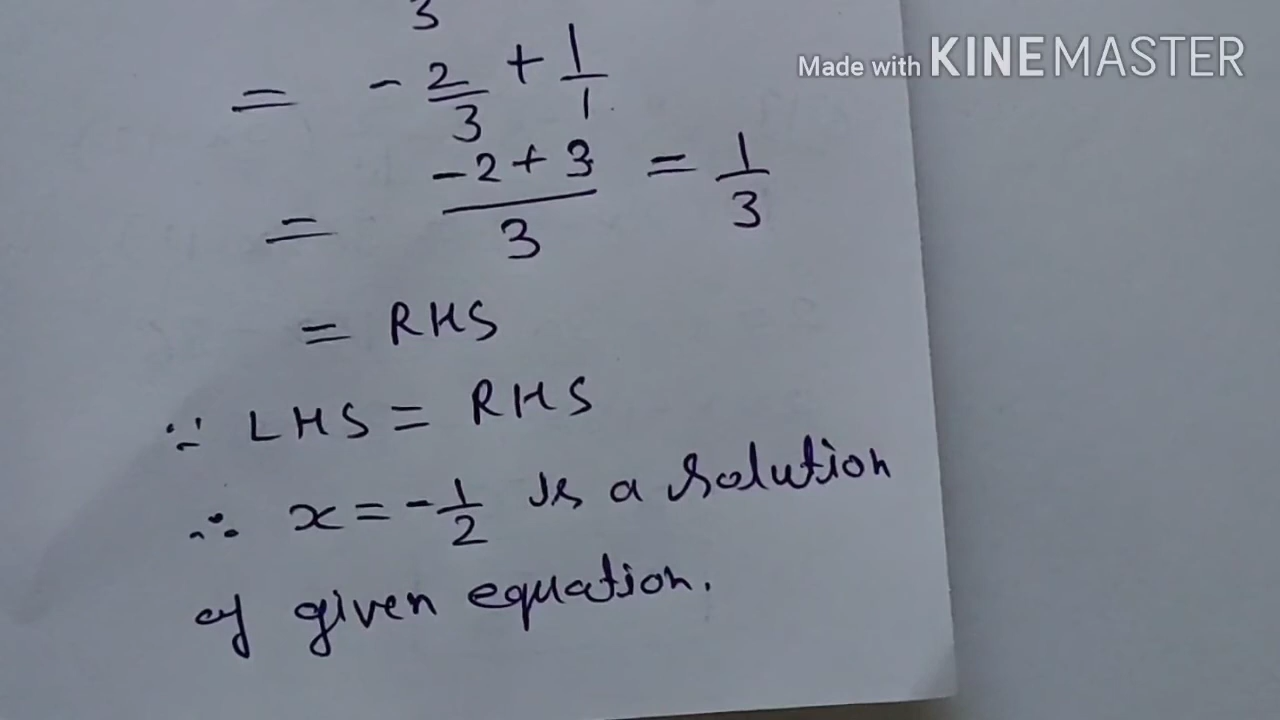 3
Made with KINEMASTER
= -2/3 + 1/1
= (-2+3)/3 = 1/3
= RHS
∵ LHS = RHS
∴ x = -1/2 is a solution
of given equation.